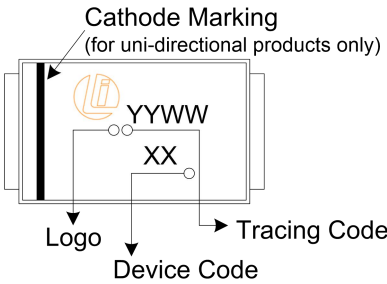 Cathode Marking
(for uni-directional products only)
YYWW
XX
Logo
Tracing Code
Device Code